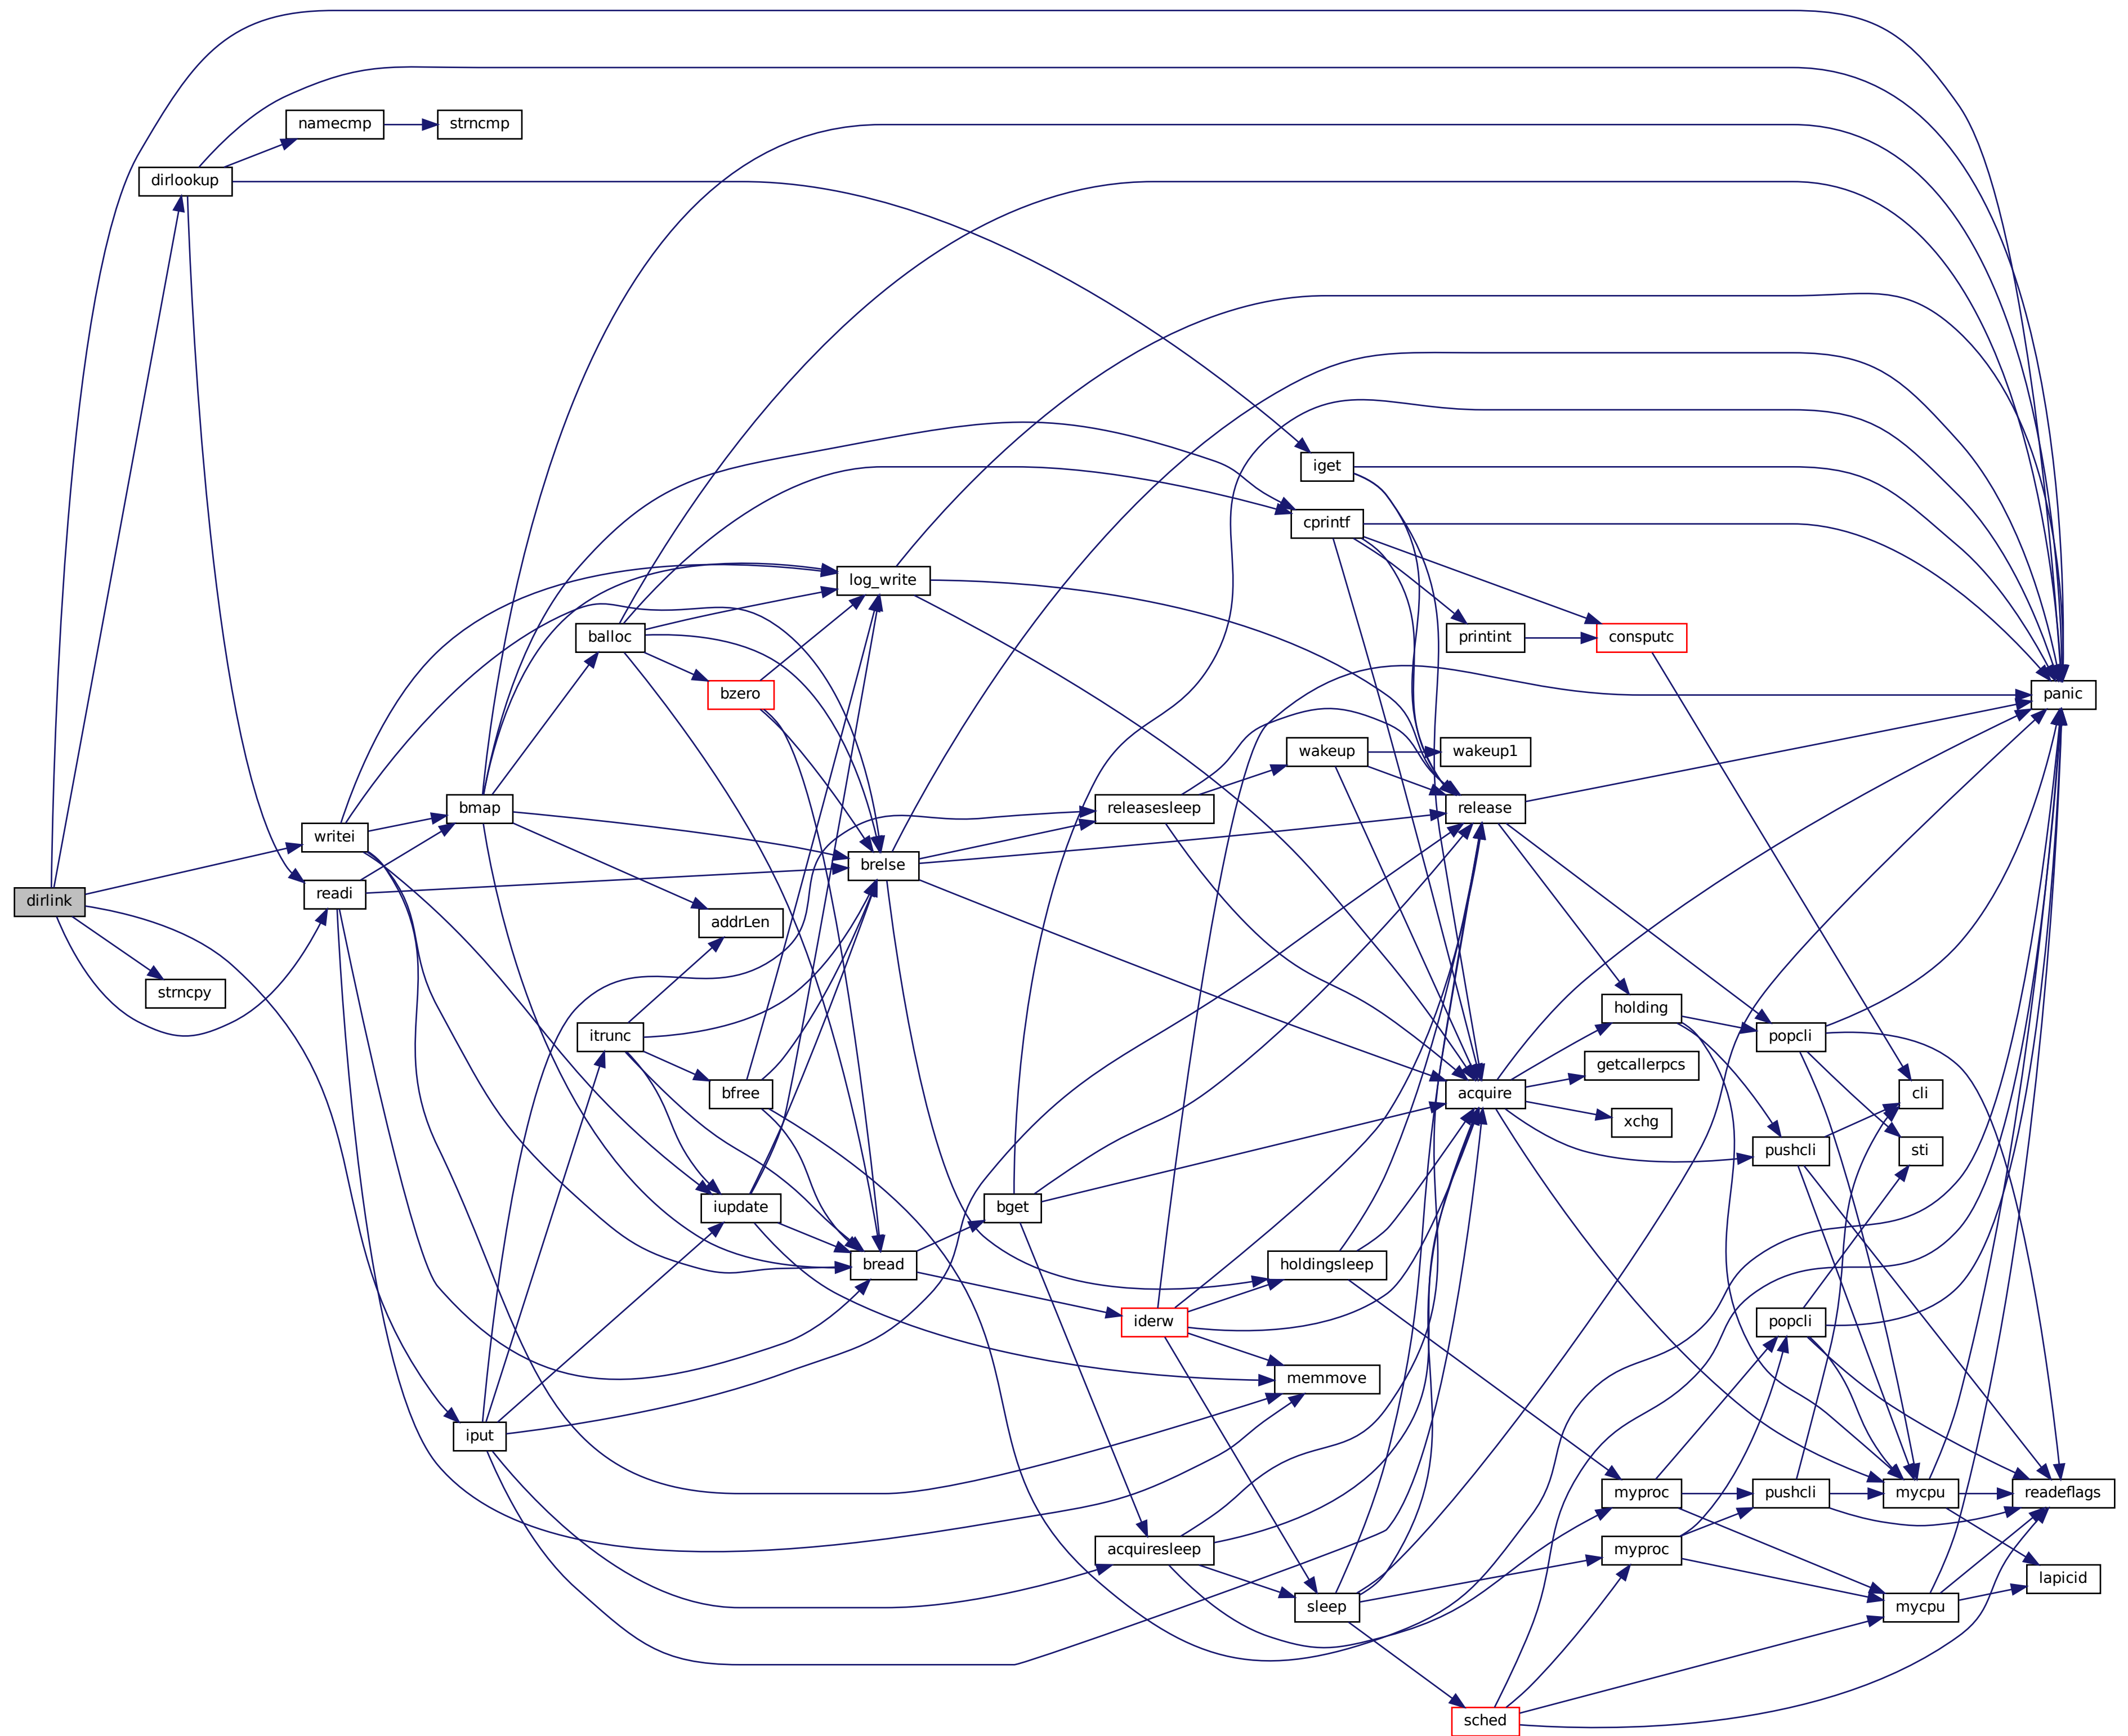 namecmp
strncmp
dirlookup
iget
cprintf
log_write
balloc
printint
consputc
bzero
panic
wakeup
wakeup1
bmap
releasesleep
release
writei
brelse
readi
dirlink
addrLen
strncpy
holding
itrunc
popcli
getcallerpcs
bfree
acquire
cli
xchg
pushcli
sti
iupdate
bget
bread
holdingsleep
iderw
popcli
memmove
iput
myproc
pushcli
mycpu
readeflags
acquiresleep
myproc
lapicid
sleep
mycpu
sched